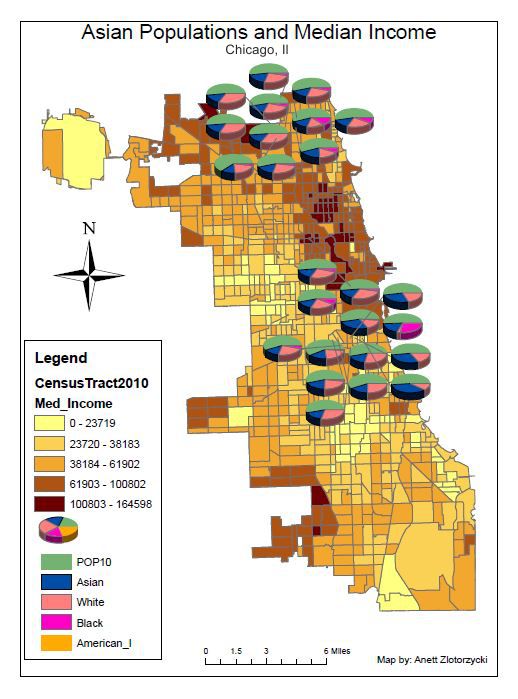 Asian Populations and Median Income
Chicago, Il
N
Legend
CensusTract2010
Med_Income
0 - 23719
23720 - 38183
38184 - 61902
61903 - 100802
100803 - 164598
POP10
Asian
White
Black
American_I
0 1.5 3 6 Miles
Map by: Anett Zlotorzycki